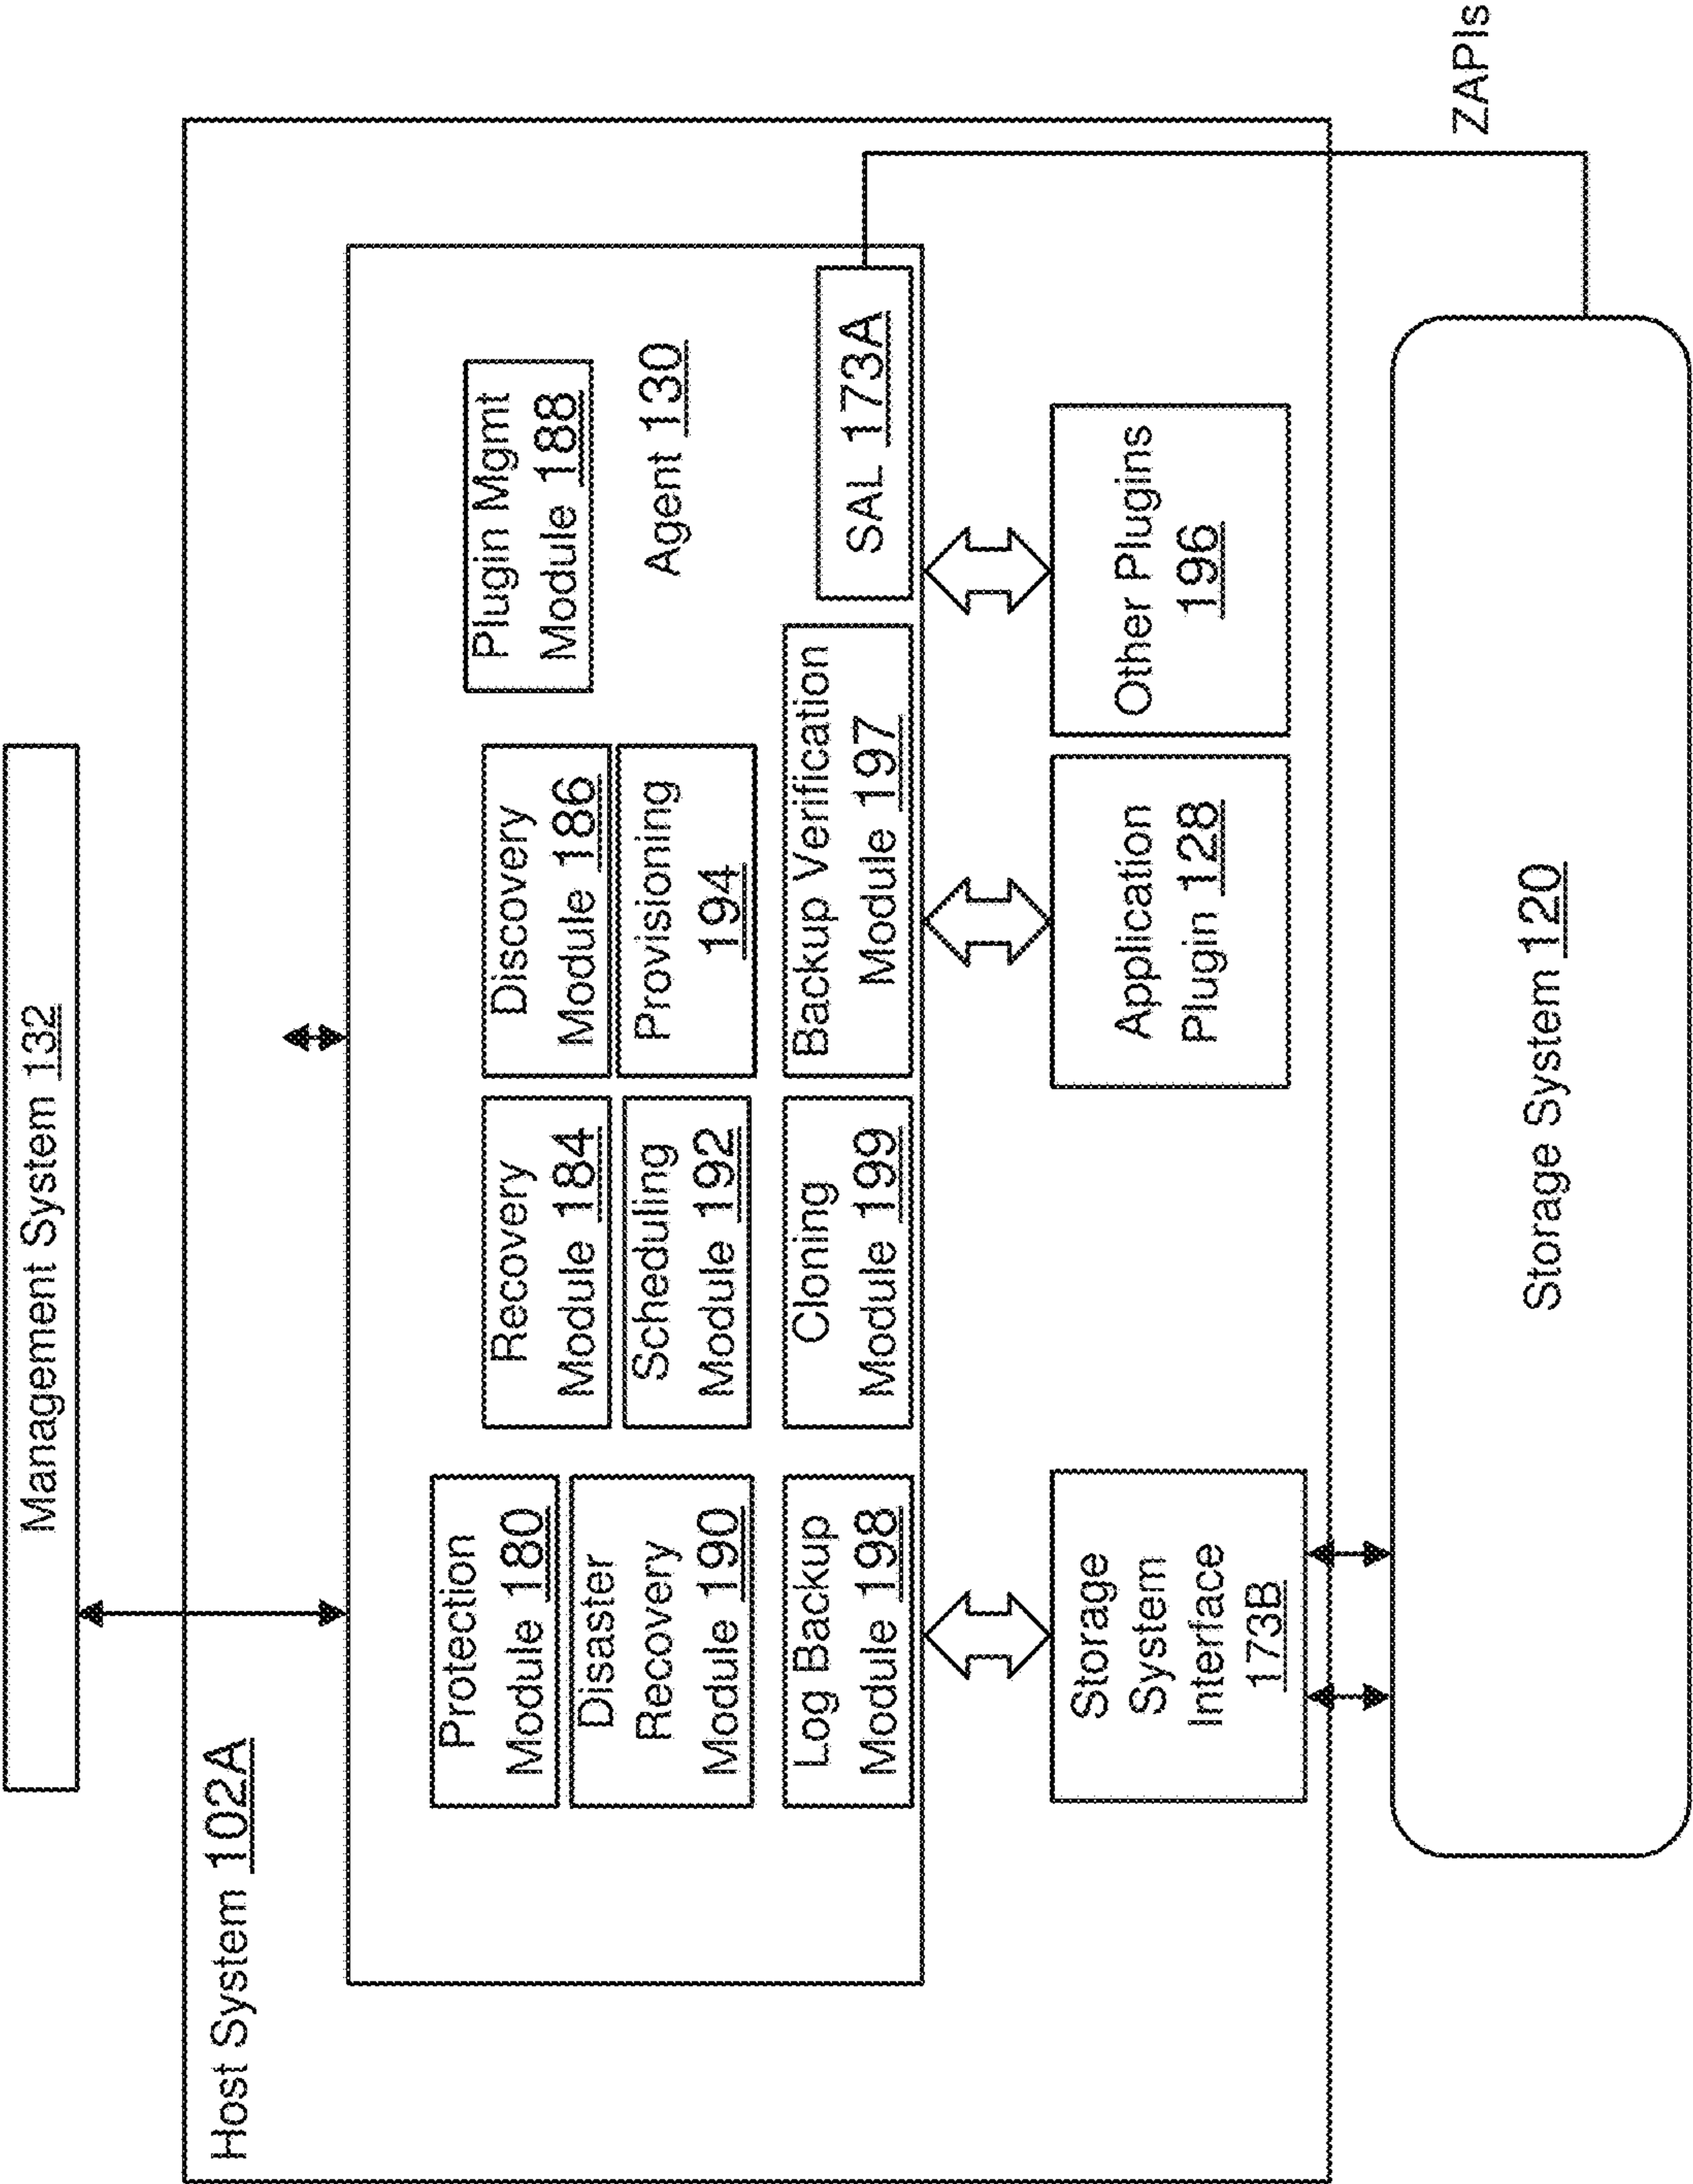 Management System 132
Host System 102A
Protection
Module 180
Disaster
Recovery
Module 190
Log Backup
Module 198
Recovery
Module 184
Scheduling
Module 192
Cloning
Module 199
Discovery
Module 186
Provisioning
194
Backup Verification
Module 197
Plugin Mgmt
Module 188
Agent 130
SAL 173A
Storage
System
Interface
173B
Application
Plugin 128
Other Plugins
196
ZAPIs
Storage System 120